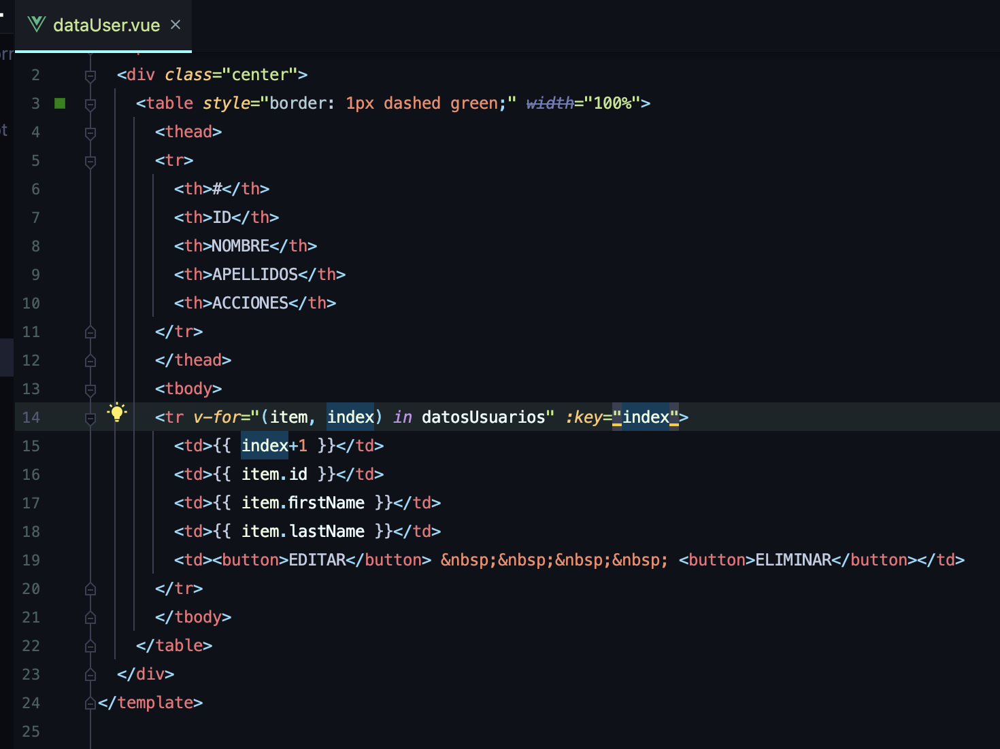 dataUser.vue ×
orr
ot
2 <div class="center">
3 <table style="border: 1px dashed green;" width="100%">
4 <thead>
5 <tr>
6 <th>#</th>
7 <th>ID</th>
8 <th>NOMBRE</th>
9 <th>APELLIDOS</th>
10 <th>ACCIONES</th>
11 </tr>
12 </thead>
13 <tbody>
14 <tr v-for="(item, index) in datosUsuarios" :key="index">
15 <td>{{ index+1 }}</td>
16 <td>{{ item.id }}</td>
17 <td>{{ item.firstName }}</td>
18 <td>{{ item.lastName }}</td>
19 <td><button>EDITAR</button> &nbsp;&nbsp;&nbsp;&nbsp; <button>ELIMINAR</button></td>
20 </tr>
21 </tbody>
22 </table>
23 </div>
24 </template>
25